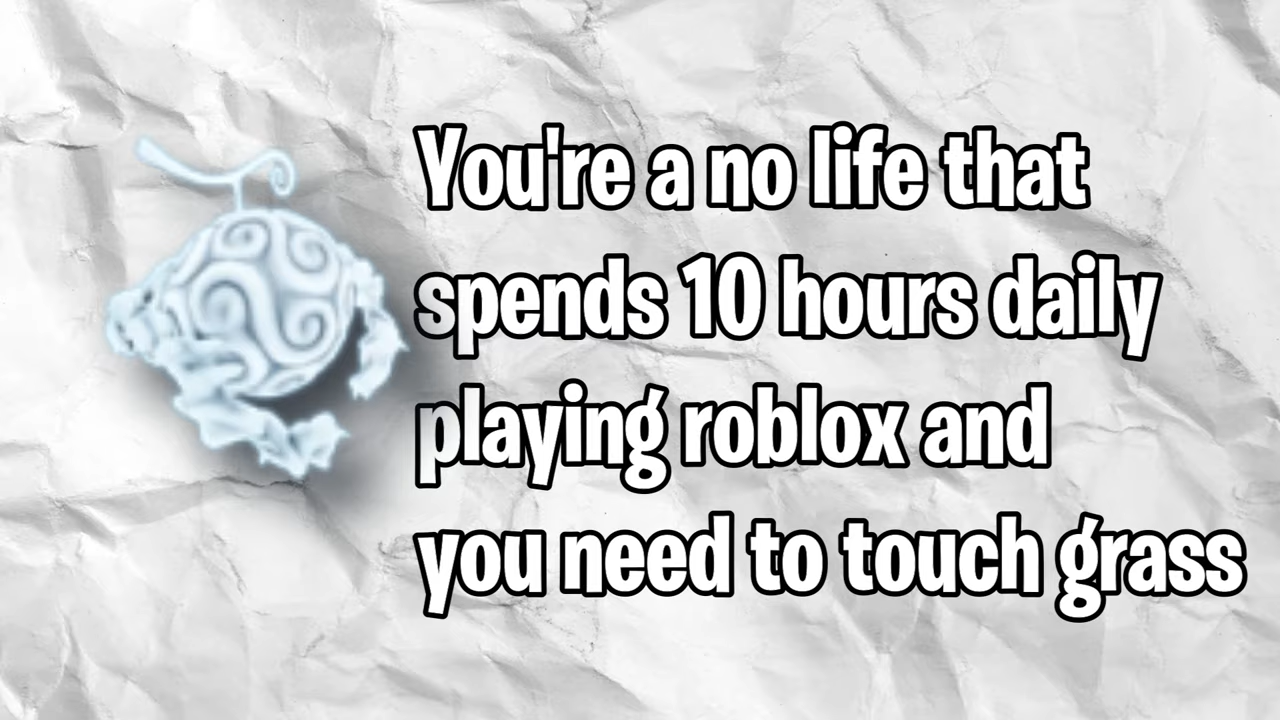 You're a no life that
spends 10 hours daily
playing roblox and
you need to touch grass